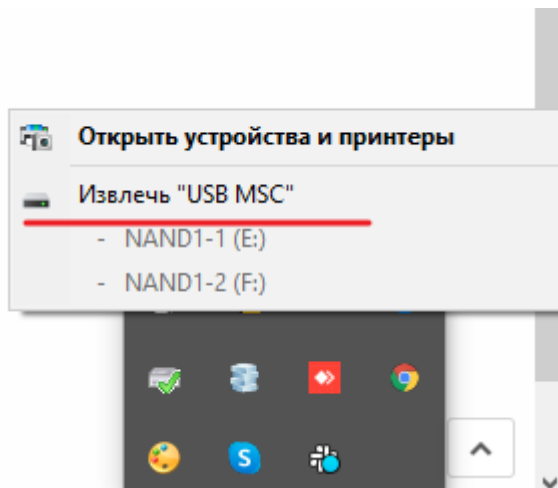 Открыть устройства и принтеры
Извлечь "USB MSC"
- NAND1-1 (E:)
- NAND1-2 (F:)